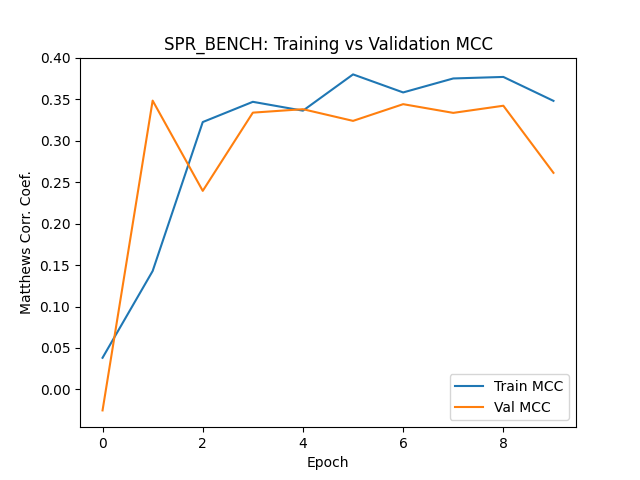 SPR_BENCH: Training vs Validation MCC
Matthews Corr. Coef.
0.40
0.35
0.30
0.25
0.20
0.15
0.10
0.05
0.00
0 2 4 6 8
Epoch
Train MCC
Val MCC